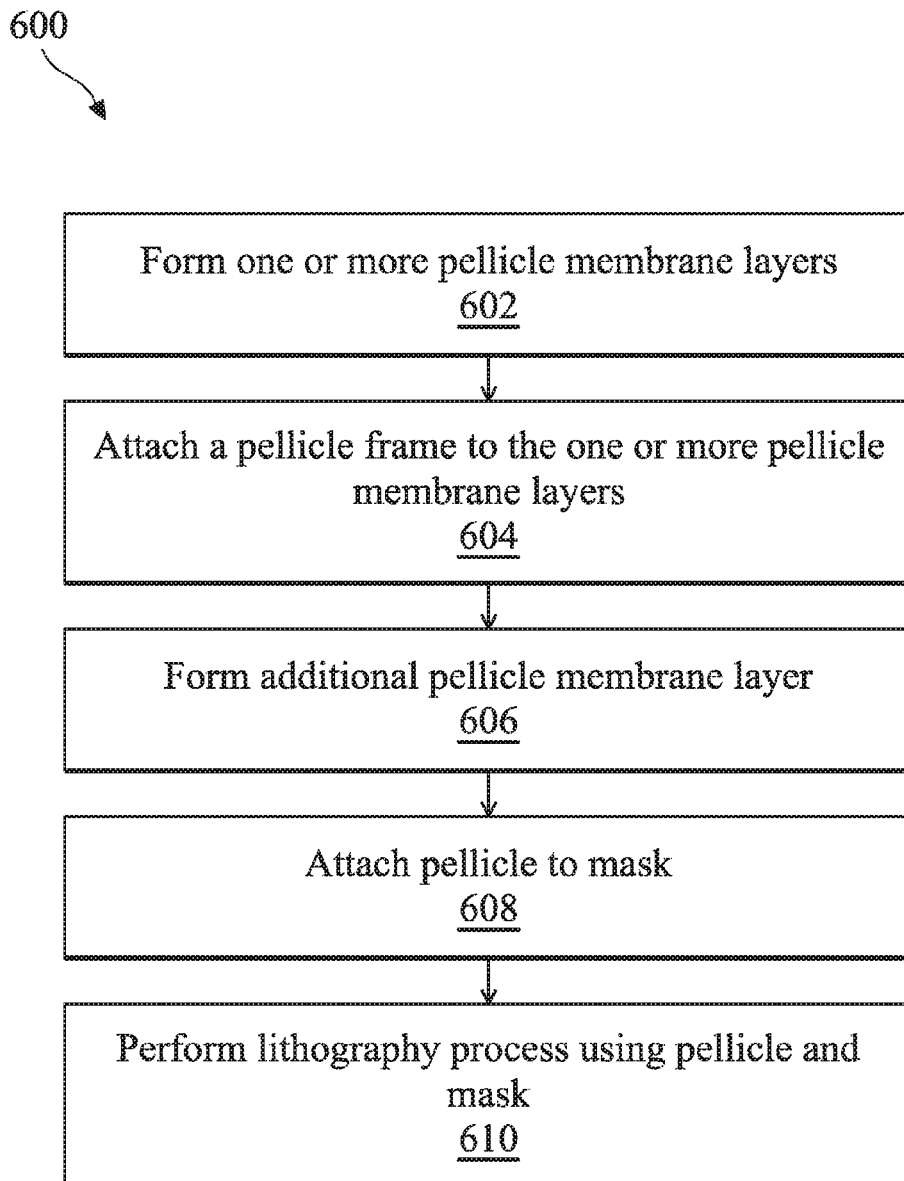 600
Form one or more pellicle membrane layers
602
Attach a pellicle frame to the one or more pellicle
membrane layers
604
Form additional pellicle membrane layer
606
Attach pellicle to mask
608
Perform lithography process using pellicle and
mask
610